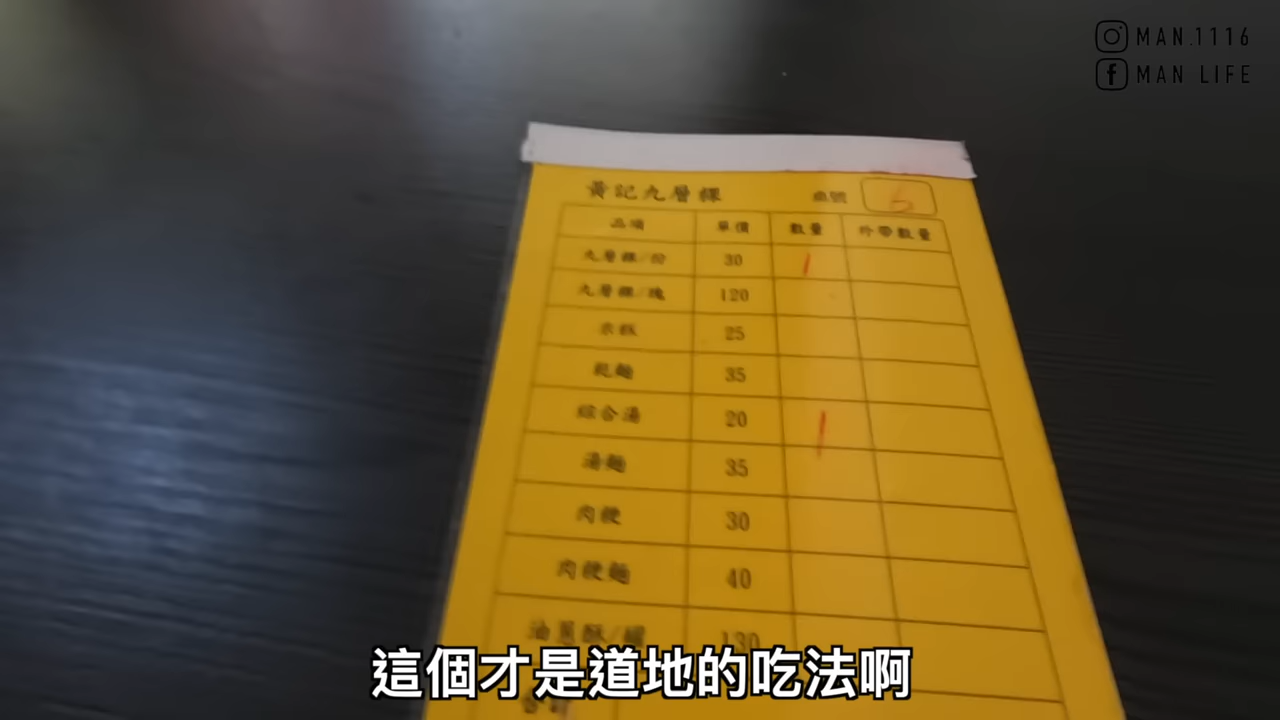 MAN.1116
MAN LIFE
黃記九層粿 桌號 5
品項 單價 數量 外帶數量
九層粿/份 30 1
九層粿/塊 120
米糕 25
乾麵 35
綜合湯 20 1
湯麵 35
肉粳 30
肉粳麵 40
油蔥酥/罐 130
這個才是道地的吃法啊